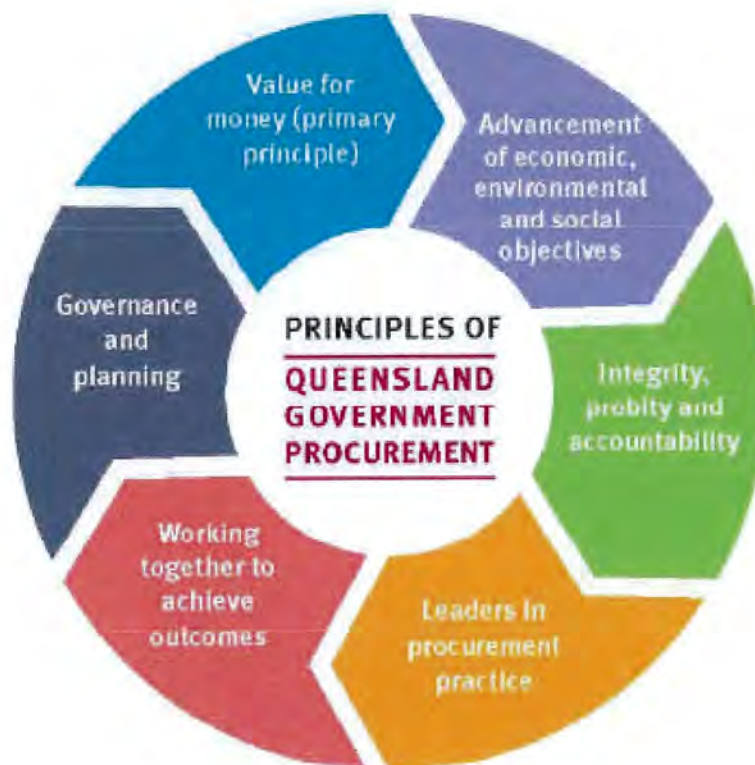 Value for
money (primary
principle)
Advancement
of economic,
environmental
and social
objectives
Integrity,
probity and
accountability
Leaders in
procurement
practice
Working
together to
achieve
outcomes
Governance
and
planning
PRINCIPLES OF
QUEENSLAND
GOVERNMENT
PROCUREMENT